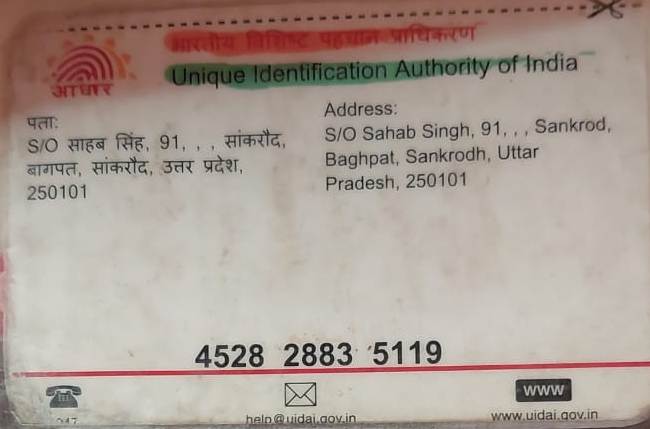 भारतीय विशिष्ट पहचान प्राधिकरण
Unique Identification Authority of India
आधार
पता:
S/O साहब सिंह, 91, , , सांकरौद,
बागपत, सांकरौद, उत्तर प्रदेश,
250101
Address:
S/O Sahab Singh, 91, , , Sankrod,
Baghpat, Sankrodh, Uttar
Pradesh, 250101
4528 2883 5119
help@uidai.gov.in
WWW
www.uidai.gov.in